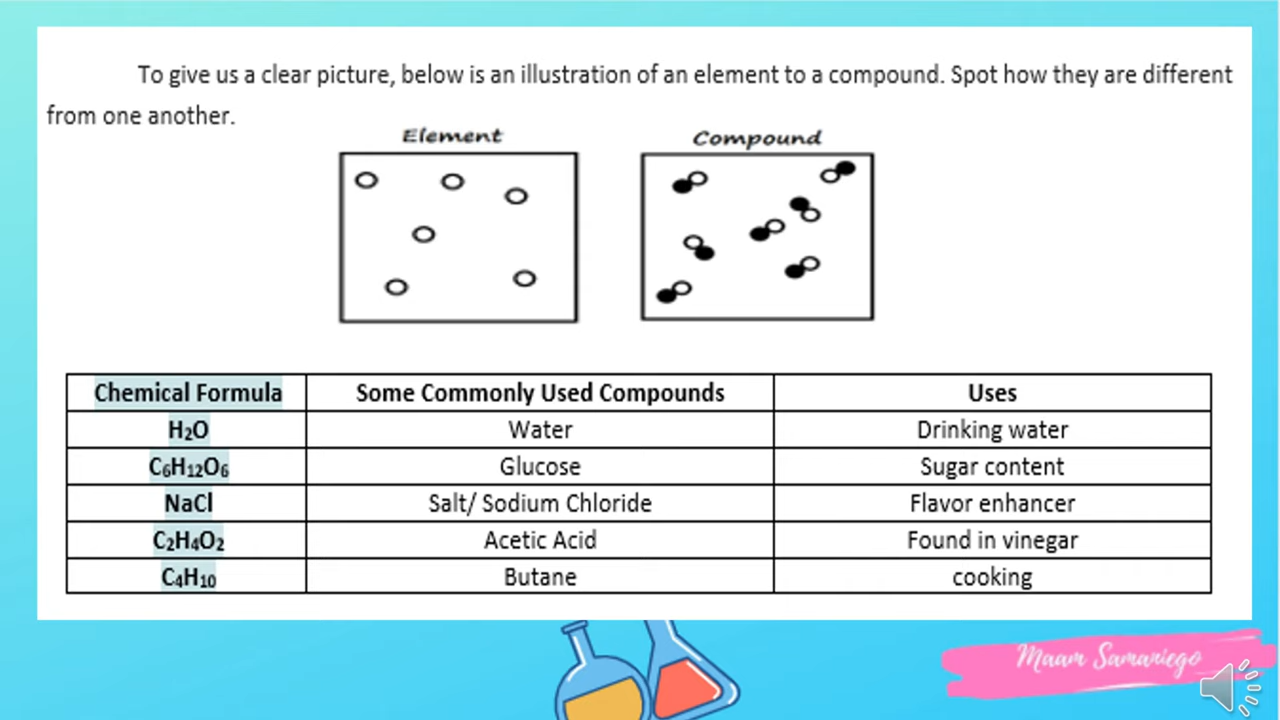 To give us a clear picture, below is an illustration of an element to a compound. Spot how they are different
from one another.
Element
Compound
Chemical Formula Some Commonly Used Compounds Uses
H₂O Water Drinking water
C₆H₁₂O₆ Glucose Sugar content
NaCl Salt/ Sodium Chloride Flavor enhancer
C₂H₄O₂ Acetic Acid Found in vinegar
C₄H₁₀ Butane cooking
Maam Samaniego